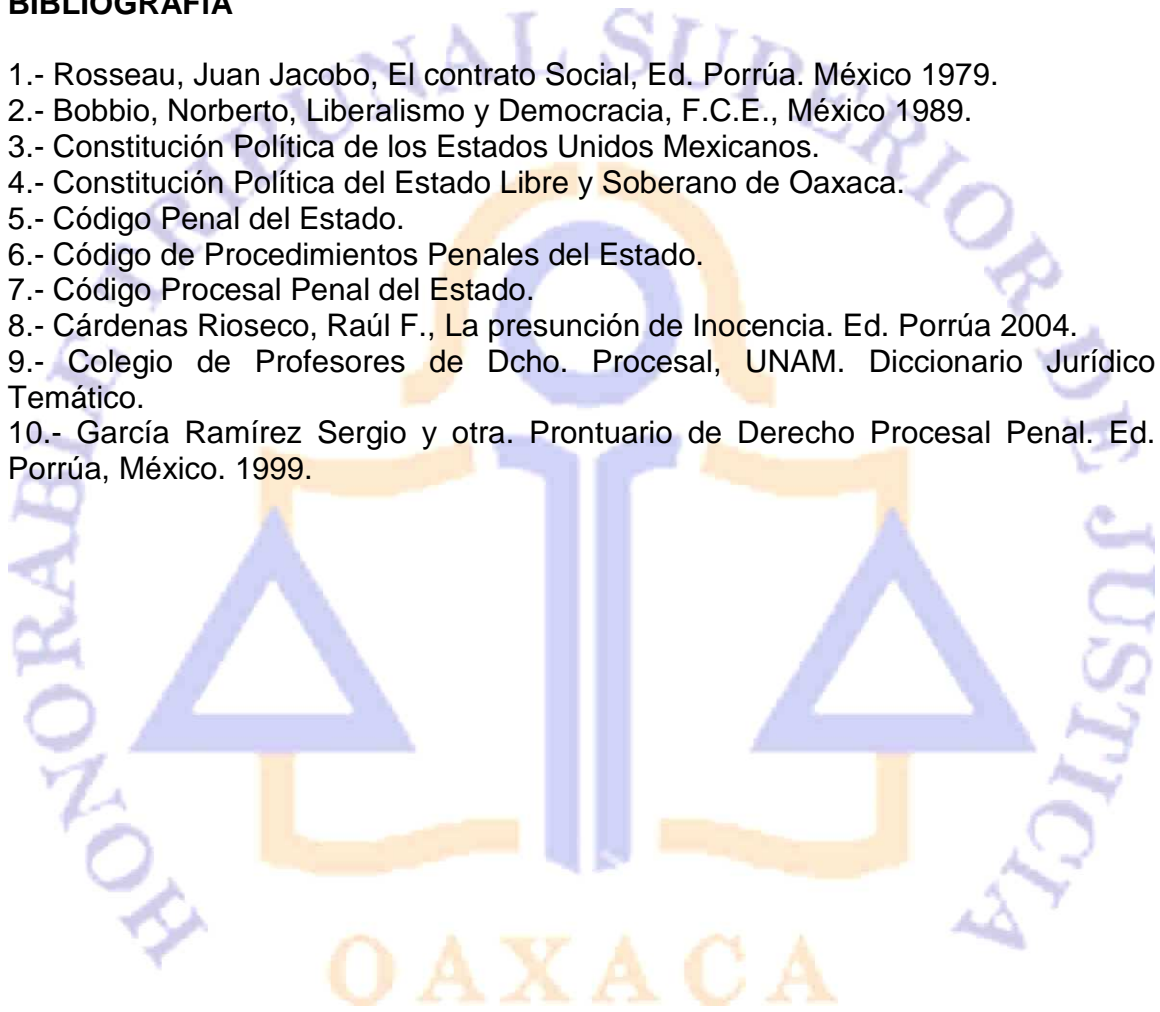 BIBLIOGRAFÍA
1.- Rosseau, Juan Jacobo, El contrato Social, Ed. Porrúa. México 1979.
2.- Bobbio, Norberto, Liberalismo y Democracia, F.C.E., México 1989.
3.- Constitución Política de los Estados Unidos Mexicanos.
4.- Constitución Política del Estado Libre y Soberano de Oaxaca.
5.- Código Penal del Estado.
6.- Código de Procedimientos Penales del Estado.
7.- Código Procesal Penal del Estado.
8.- Cárdenas Rioseco, Raúl F., La presunción de Inocencia. Ed. Porrúa 2004.
9.- Colegio de Profesores de Dcho. Procesal, UNAM. Diccionario Jurídico
Temático.
10.- García Ramírez Sergio y otra. Prontuario de Derecho Procesal Penal. Ed.
Porrúa, México. 1999.
HONORABLE TRIBUNAL SUPERIOR DE JUSTICIA
OAXACA